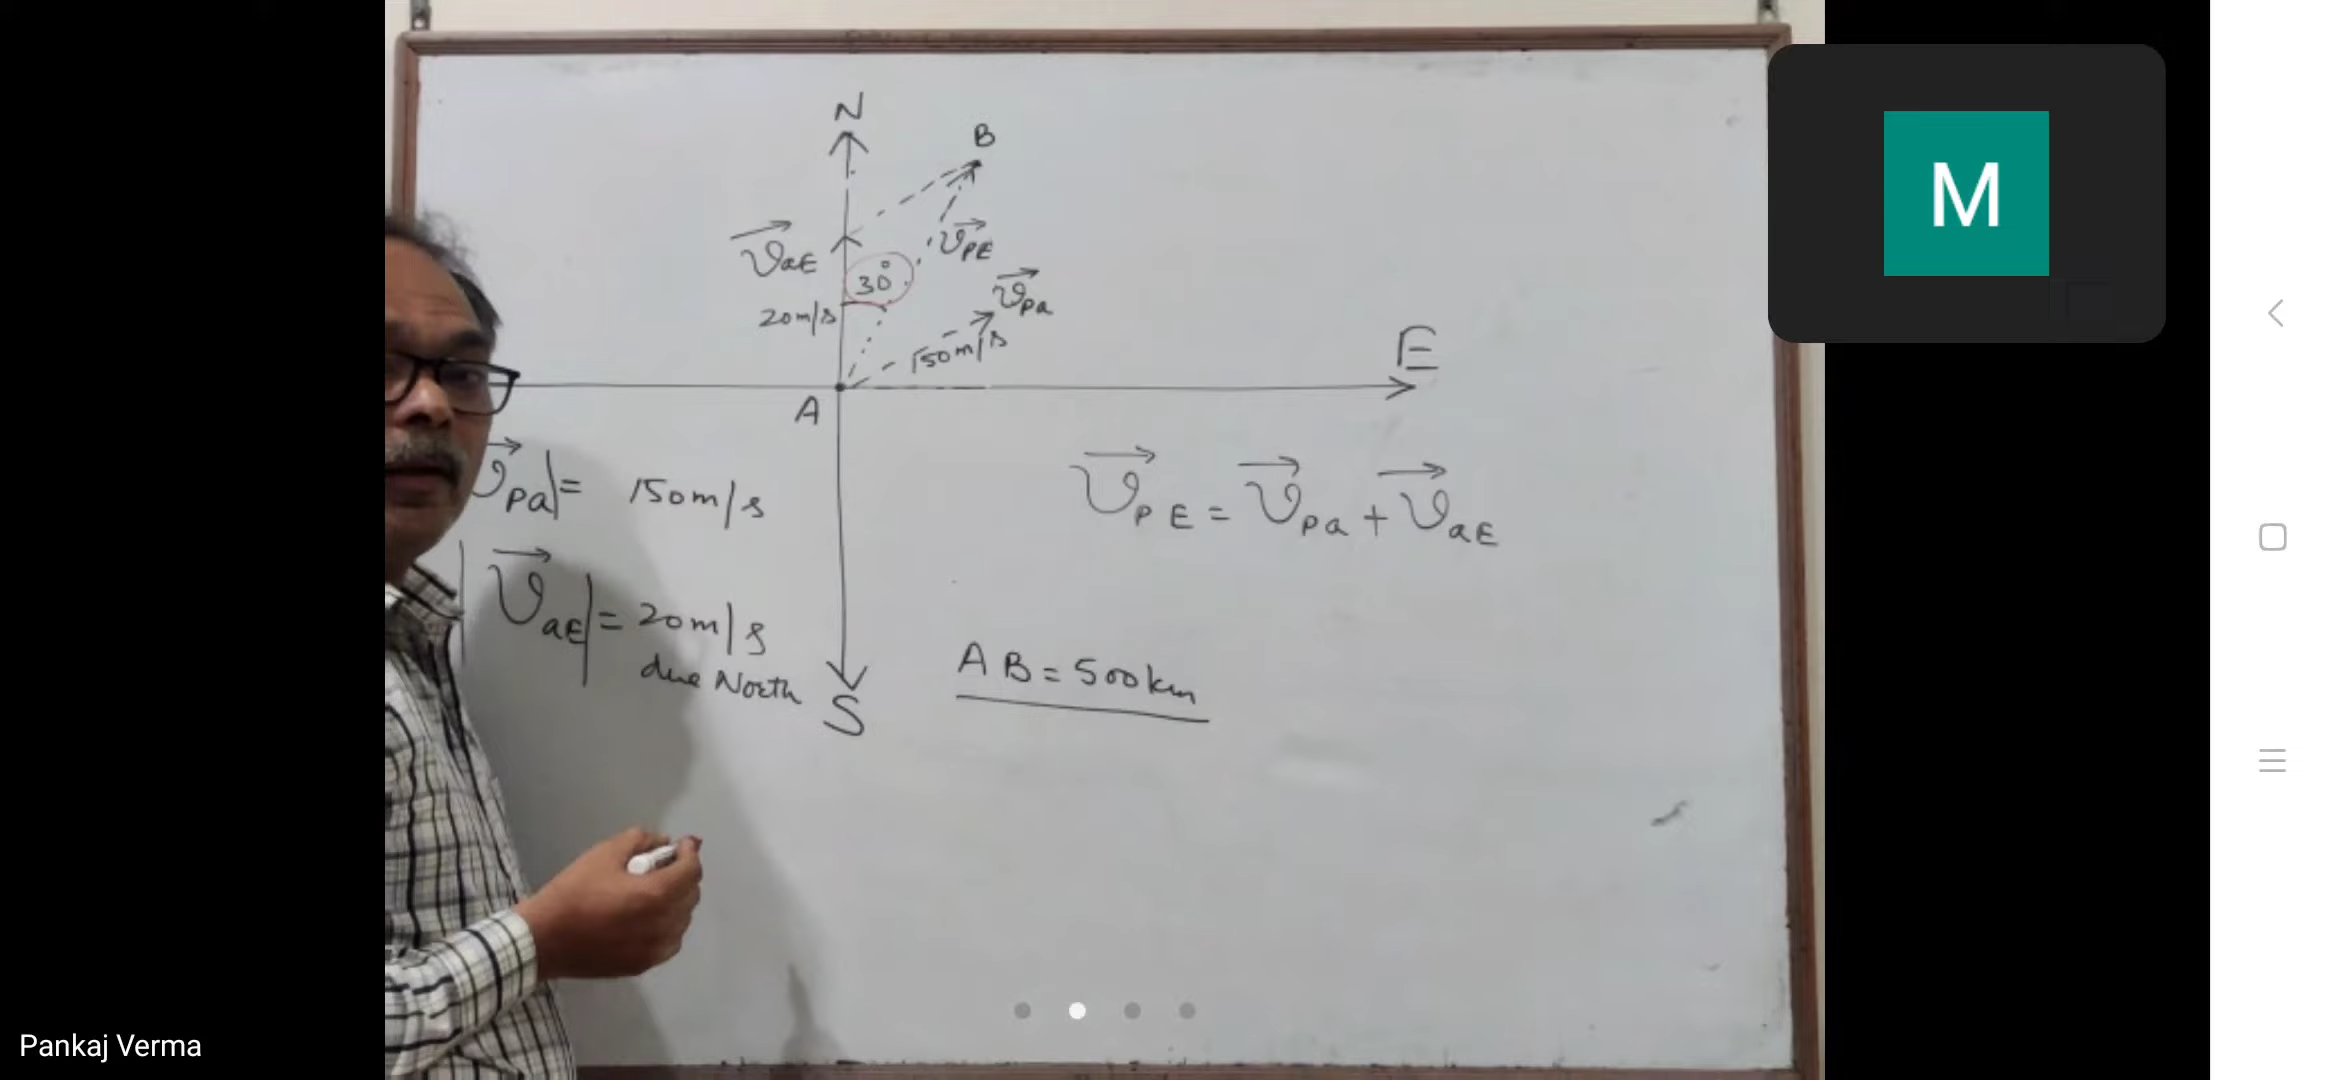 N
B
v⃗aE
30°
v⃗PE
v⃗Pa
20m/s
150m/s
E
A
v⃗Pa| = 150m/s
v⃗PE = v⃗Pa + v⃗aE
|v⃗aE| = 20m/s
due North
S
AB = 500km
M
Pankaj Verma